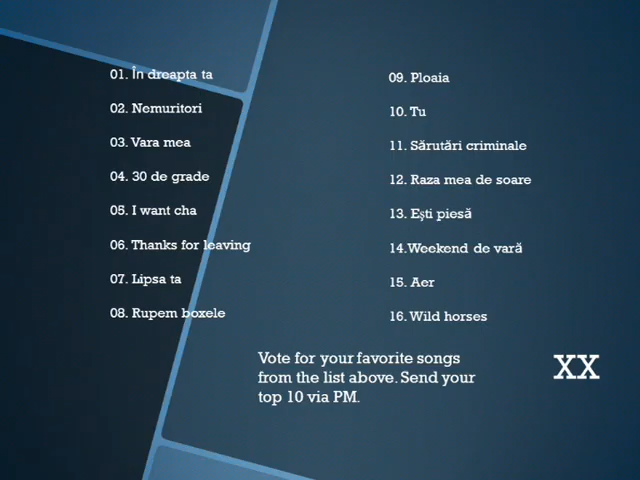 01. În dreapta ta
02. Nemuritori
03. Vara mea
04. 30 de grade
05. I want cha
06. Thanks for leaving
07. Lipsa ta
08. Rupem boxele
09. Ploaia
10. Tu
11. Sărutări criminale
12. Raza mea de soare
13. Ești piesă
14.Weekend de vară
15. Aer
16. Wild horses
Vote for your favorite songs
from the list above. Send your
top 10 via PM.
XX